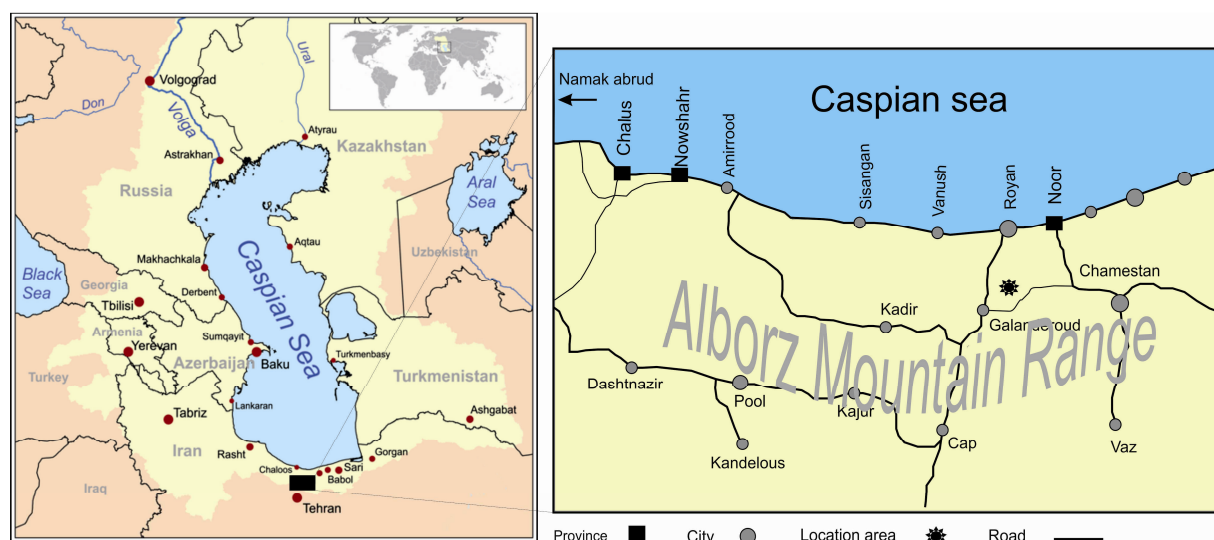 Volgograd
Don
Volga
Ural
Atyrau
Astrakhan
Kazakhstan
Russia
Aral
Sea
Aqtau
Uzbekistan
Makhachkala
Caspian Sea
Black
Sea
Georgia
Derbent
Tbilisi
Armenia
Sumqayit
Yerevan
Azerbaijan
Baku
Turkmenbasy
Turkey
Turkmenistan
Lankaran
Tabriz
Ashgabat
Iran
Rasht
Gorgan
Chaloos
Sari
Babol
Iraq
Tehran
Namak abrud
Caspian sea
Chalus
Nowshahr
Amirrood
Sisangan
Vanush
Royan
Noor
Chamestan
Kadir
Galanderoud
Alborz Mountain Range
Dashtnazir
Pool
Kajur
Kandelous
Cap
Vaz
Province
City
Location area
Road